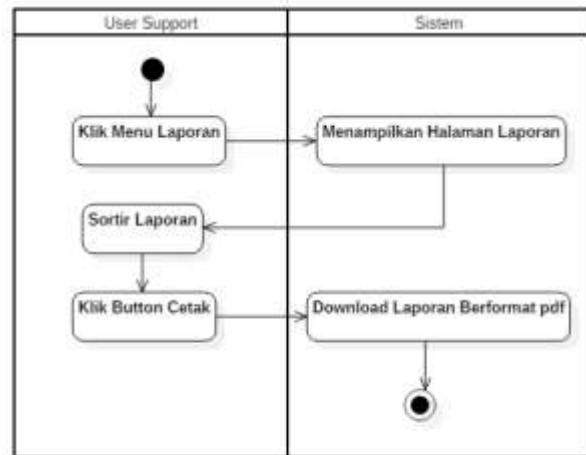 User Support
Sistem
Klik Menu Laporan
Menampilkan Halaman Laporan
Sortir Laporan
Klik Button Cetak
Download Laporan Berformat pdf